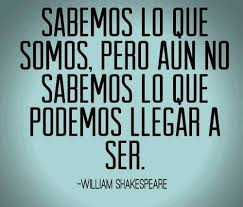 SABEMOS LO QUE
SOMOS, PERO AÚN NO
SABEMOS LO QUE
PODEMOS LLEGAR A
SER.
-WILLIAM SHAKESPEARE